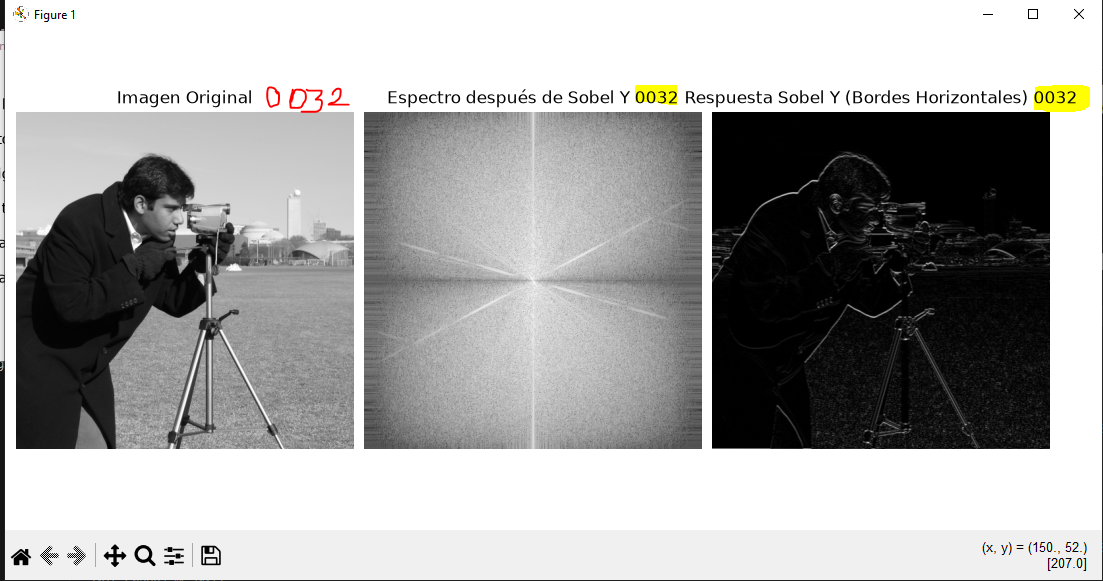 Figure 1
Imagen Original 0032
Espectro después de Sobel Y 0032
Respuesta Sobel Y (Bordes Horizontales) 0032
(x, y) = (150., 52.)
[207.0]